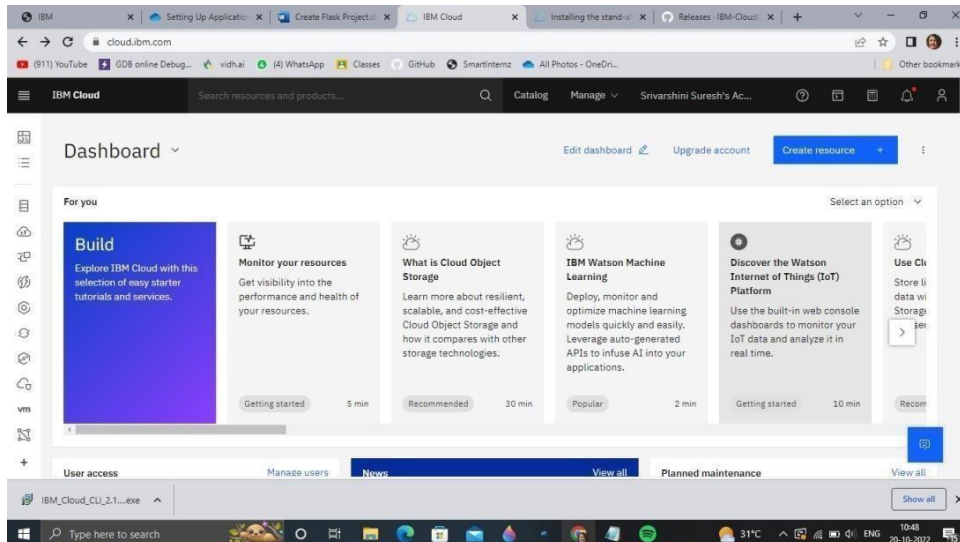 IBM
Setting Up Applicatio
Create Flask Project.d
IBM Cloud
Installing the stand-al
Releases · IBM-Cloud/
cloud.ibm.com
(911) YouTube
GDB online Debug...
vidh.ai
(4) WhatsApp
Classes
GitHub
SmartInternz
All Photos - OneDri...
Other bookmark
IBM Cloud
Search resources and products...
Catalog
Manage
Srivarshini Suresh's Ac...
Dashboard
Edit dashboard
Upgrade account
Create resource +
For you
Select an option
Build
Explore IBM Cloud with this
selection of easy starter
tutorials and services.
Monitor your resources
Get visibility into the
performance and health of
your resources.
Getting started
5 min
What is Cloud Object
Storage
Learn more about resilient,
scalable, and cost-effective
Cloud Object Storage and
how it compares with other
storage technologies.
Recommended
30 min
IBM Watson Machine
Learning
Deploy, monitor and
optimize machine learning
models quickly and easily.
Leverage auto-generated
APIs to infuse AI into your
applications.
Popular
2 min
Discover the Watson
Internet of Things (IoT)
Platform
Use the built-in web console
dashboards to monitor your
IoT data and analyze it in
real time.
Getting started
10 min
Use Clo
Store li
data wi
Storage
ser
Recom
vm
User access
Manage users
News
View all
Planned maintenance
View all
IBM_Cloud_CLI_2.1....exe
Show all
Type here to search
31°C
ENG
10:48
20-10-2022